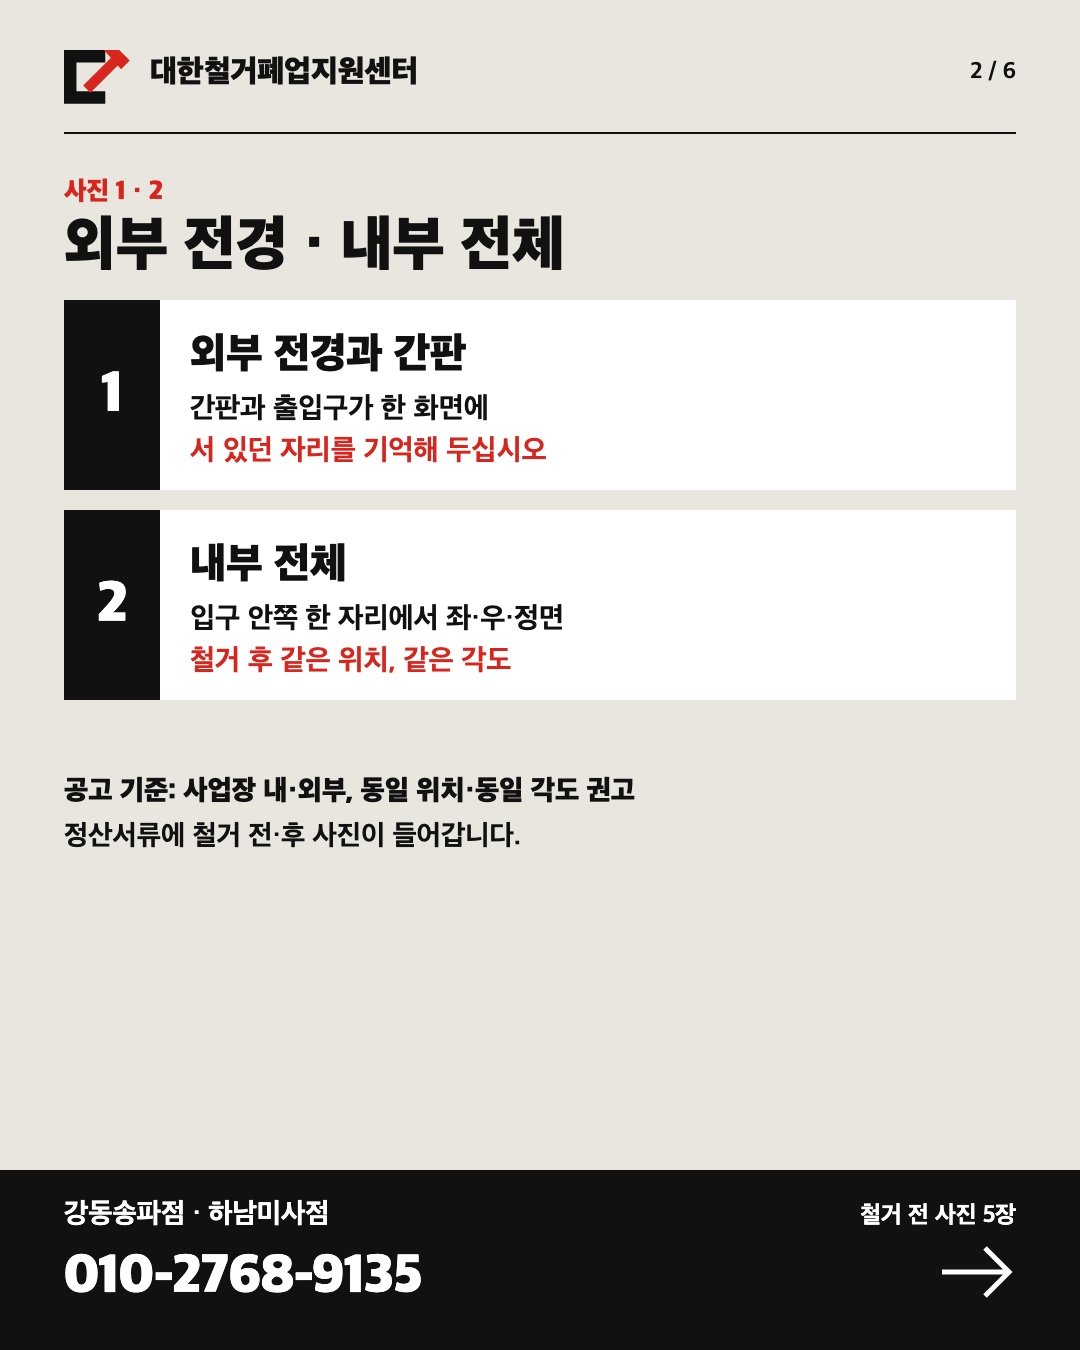 대한철거폐업지원센터
2 / 6
사진 1 · 2
외부 전경 · 내부 전체
1
외부 전경과 간판
간판과 출입구가 한 화면에
서 있던 자리를 기억해 두십시오
2
내부 전체
입구 안쪽 한 자리에서 좌·우·정면
철거 후 같은 위치, 같은 각도
공고 기준: 사업장 내·외부, 동일 위치·동일 각도 권고
정산서류에 철거 전·후 사진이 들어갑니다.
강동송파점 · 하남미사점
철거 전 사진 5장
010-2768-9135